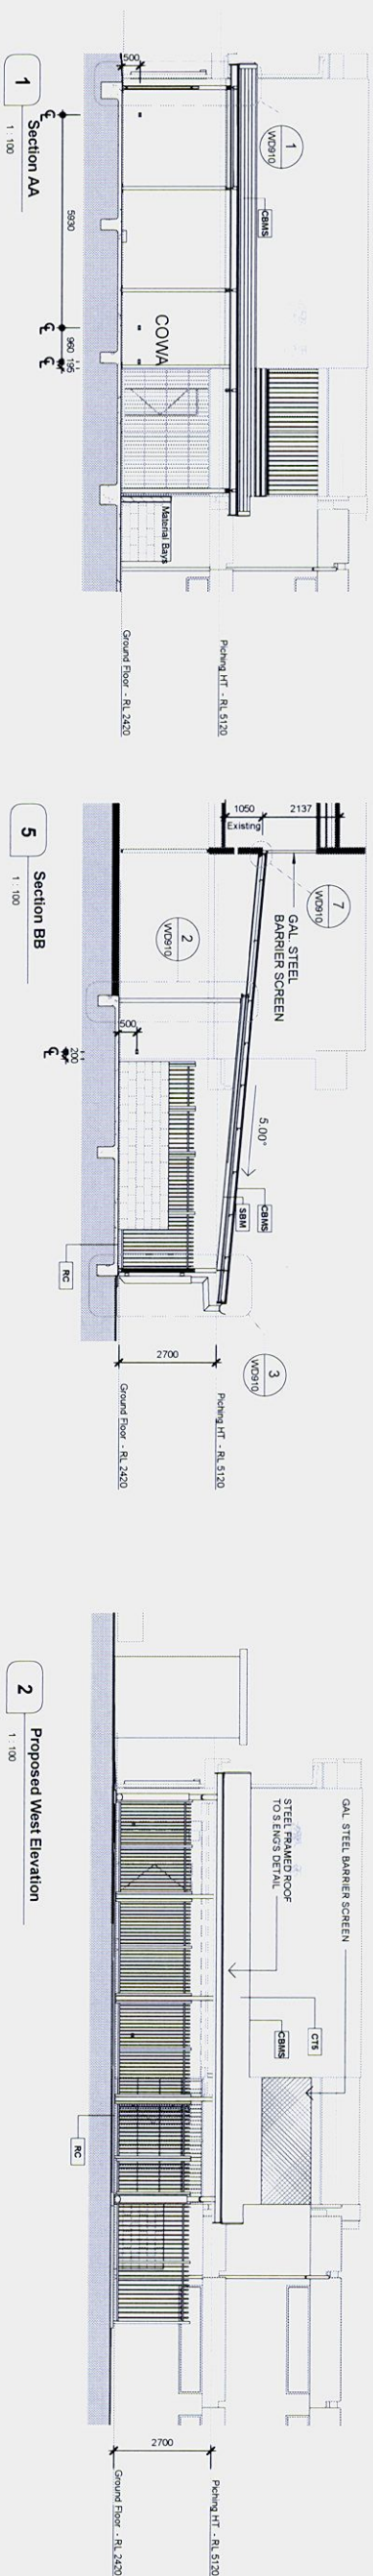 500
1
WD910
CBMS
COWA
Material Bays
Piching HT - RL 5120
Ground Floor - RL 2420
5930
960
195
1
Section AA
1 : 100
1050
2137
Existing
7
WD910
GAL STEEL
BARRIER SCREEN
2
WD910
5.00°
CBMS
SBM
500
200
RC
3
WD910
2700
Piching HT - RL 5120
Ground Floor - RL 2420
5
Section BB
1 : 100
GAL STEEL BARRIER SCREEN
STEEL FRAMED ROOF
TO S.ENG'S DETAIL
CT5
CBMS
RC
2700
Piching HT - RL 5120
Ground Floor - RL 2420
2
Proposed West Elevation
1 : 100